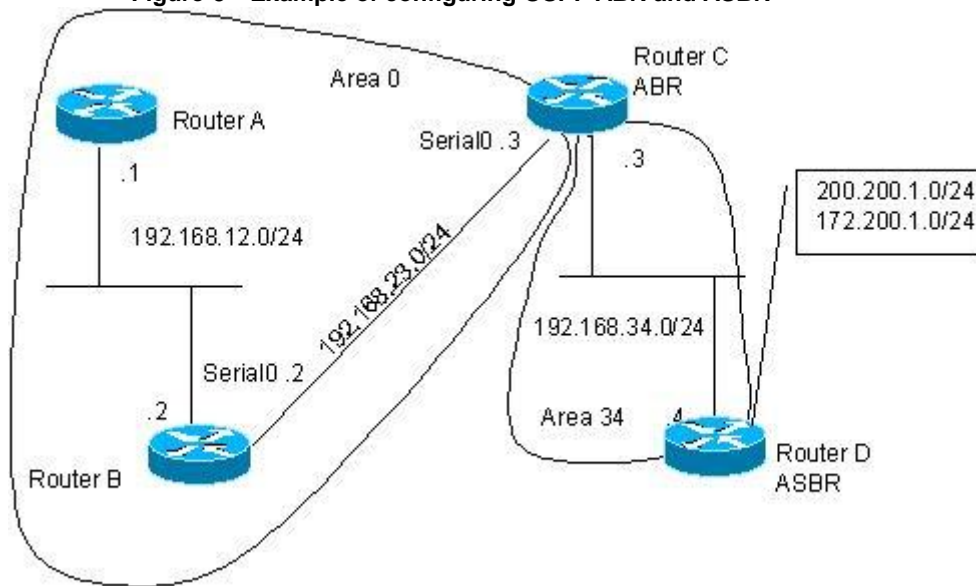 Area 0
Router C
ABR
Router A
Serial0 .3
.3
.1
200.200.1.0/24
172.200.1.0/24
192.168.12.0/24
192.168.23.0/24
192.168.34.0/24
Serial0 .2
.2
Area 34
.4
Router B
Router D
ASBR